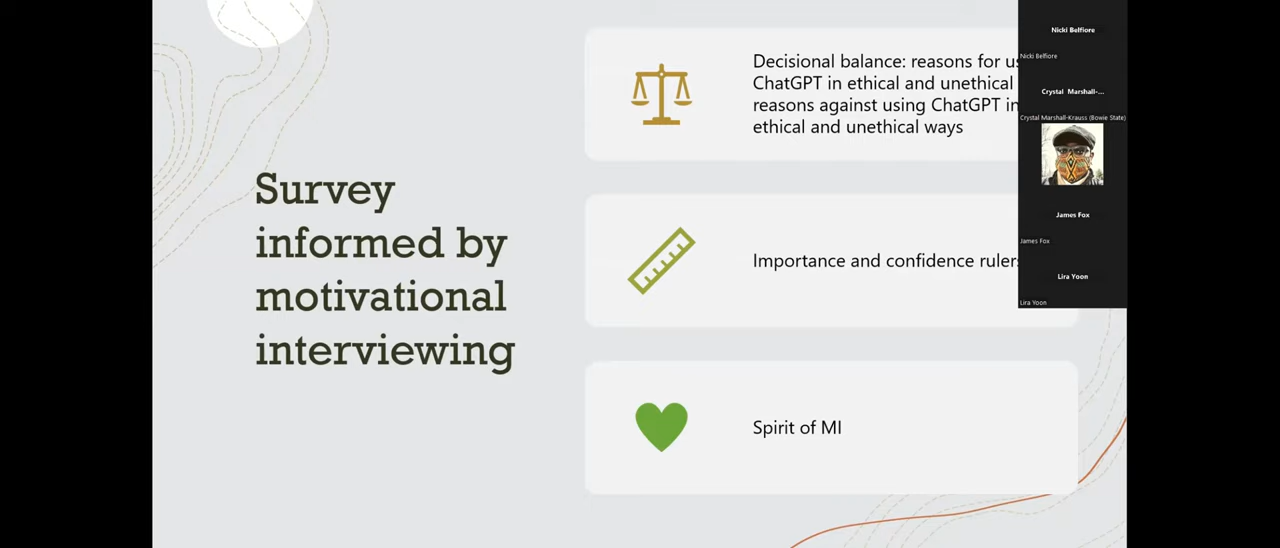 Survey
informed by
motivational
interviewing
Decisional balance: reasons for
ChatGPT in ethical and unethical
reasons against using ChatGPT in
ethical and unethical ways
Importance and confidence rulers
Spirit of MI
Nicki Belfiore
Nicki Belfiore
Crystal Marshall-...
Crystal Marshall-Krauss (Bowie State)
James Fox
James Fox
Lira Yoon
Lira Yoon